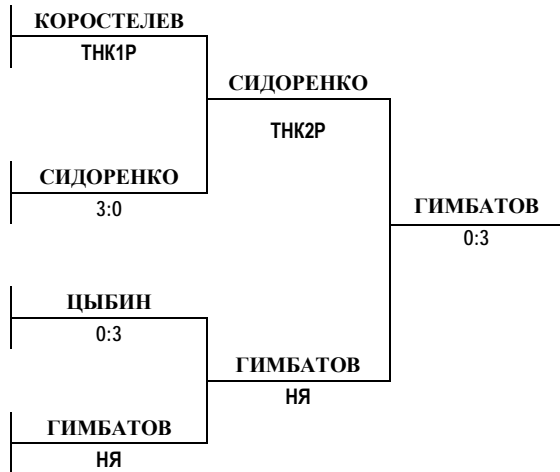 КОРОСТЕЛЕВ
ТНК1Р
СИДОРЕНКО
ТНК2Р
СИДОРЕНКО
3:0
ГИМБАТОВ
0:3
ЦЫБИН
0:3
ГИМБАТОВ
НЯ
ГИМБАТОВ
НЯ